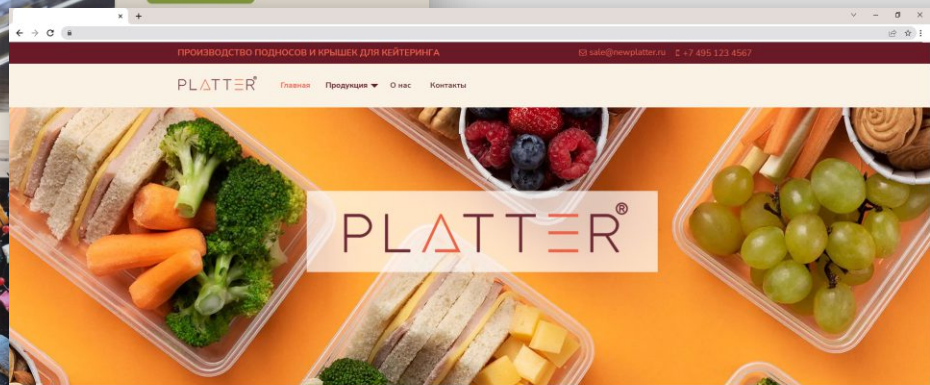 ПРОИЗВОДСТВО ПОДНОСОВ И КРЫШЕК ДЛЯ КЕЙТЕРИНГА
sale@newplatter.ru +7 495 123 4567
PLATTER®
Главная Продукция О нас Контакты
PLATTER®